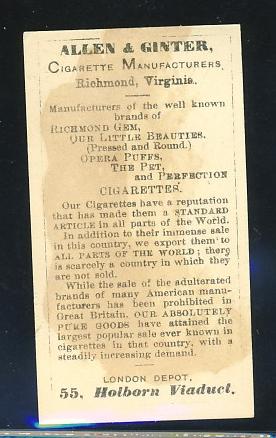 ALLEN & GINTER,
CIGARETTE MANUFACTURERS
Richmond, Virginia.
Manufacturers of the well known
brands of
RICHMOND GEM,
OUR LITTLE BEAUTIES.
(Pressed and Round.)
OPERA PUFFS,
THE PET,
and PERFECTION
CIGARETTES.
Our Cigarettes have a reputation
that has made them a STANDARD
ARTICLE in all parts of the World.
In addition to their immense sale
in this country, we export them to
ALL PARTS OF THE WORLD; there
is scarcely a country in which they
are not sold.
While the sale of the adulterated
brands of many American manu-
facturers has been prohibited in
Great Britain, OUR ABSOLUTELY
PURE GOODS have attained the
largest popular sale ever known in
cigarettes in that country, with a
steadily increasing demand.
LONDON DEPOT,
55, Holborn Viaduct.